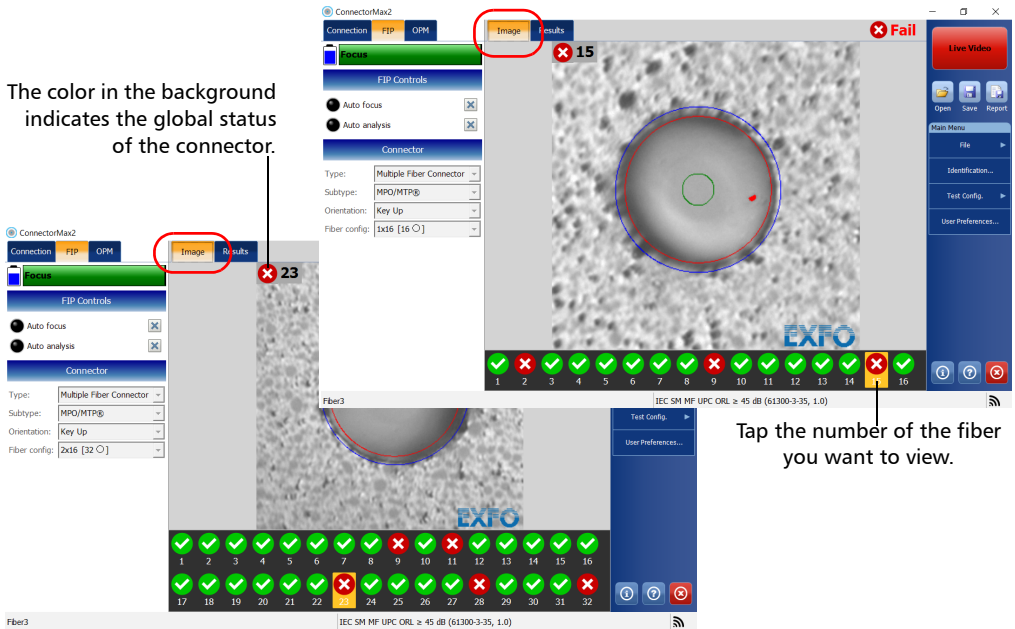 ConnectorMax2
Connection FIP OPM Image Results Fail
Focus 15 Live Video
FIP Controls
Open Save Report
Auto focus
Auto analysis
Main Menu
File
Connector
Identification...
Type: Multiple Fiber Connector
Test Config.
Subtype: MPO/MTP®
User Preferences...
Orientation: Key Up
Fiber config: 1x16 [16 ○]
EXFO
1 2 3 4 5 6 7 8 9 10 11 12 13 14 16
Fiber3 IEC SM MF UPC ORL ≥ 45 dB (61300-3-35, 1.0)
The color in the background
indicates the global status
of the connector.
Tap the number of the fiber
you want to view.
ConnectorMax2
Connection FIP OPM Image Results
Focus 23
FIP Controls
Auto focus
Auto analysis
Connector
Type: Multiple Fiber Connector
Subtype: MPO/MTP®
Test Config.
Orientation: Key Up
User Preferences...
Fiber config: 2x16 [32 ○]
EXFO
1 2 3 4 5 6 7 8 9 10 11 12 13 14 15 16
17 18 19 20 21 22 23 24 25 26 27 28 29 30 31 32
Fiber3 IEC SM MF UPC ORL ≥ 45 dB (61300-3-35, 1.0)